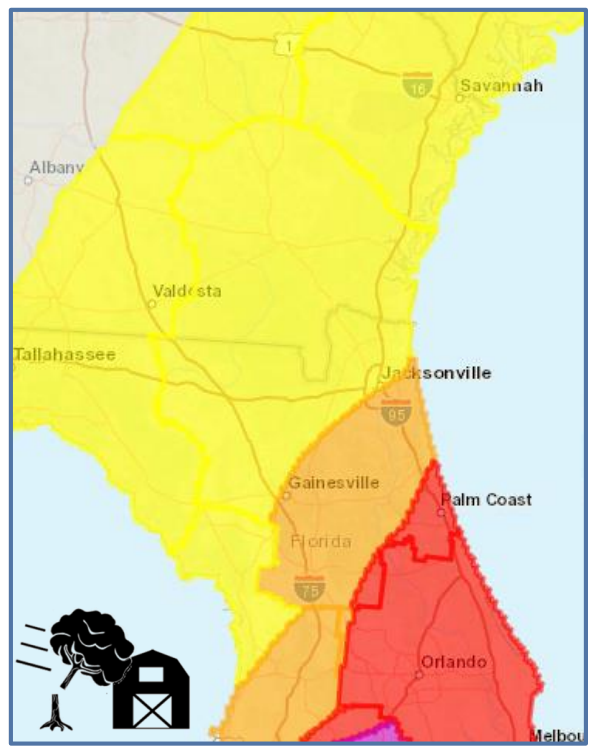 1
16
Savannah
Albany
Valdosta
Tallahassee
Jacksonville
95
Gainesville
Palm Coast
Florida
75
Orlando
Melbou